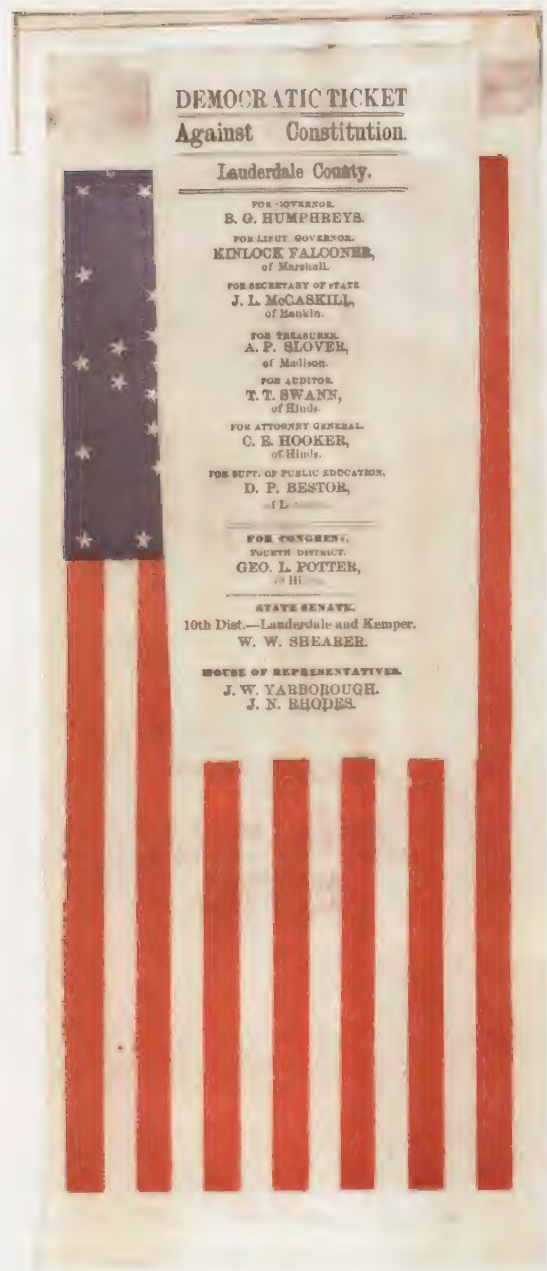 DEMOCRATIC TICKET
Against Constitution.
Lauderdale County.
FOR GOVERNOR.
B. G. HUMPHREYS.
FOR LIEUT. GOVERNOR.
KINLOCK FALCONER,
of Marshall.
FOR SECRETARY OF STATE
J. L. McCASKILL,
of Rankin.
FOR TREASURER.
A. P. SLOVER,
of Madison.
FOR AUDITOR.
T. T. SWANN,
of Hinds.
FOR ATTORNEY GENERAL.
C. E. HOOKER,
of Hinds.
FOR SUPT. OF PUBLIC EDUCATION,
D. P. BESTOR,
of
FOR CONGRESS.
FOURTH DISTRICT.
GEO. L. POTTER,
STATE SENATE.
10th Dist.—Lauderdale and Kemper.
W. W. SHEARER.
HOUSE OF REPRESENTATIVES.
J. W. YARBOROUGH.
J. N. RHODES.